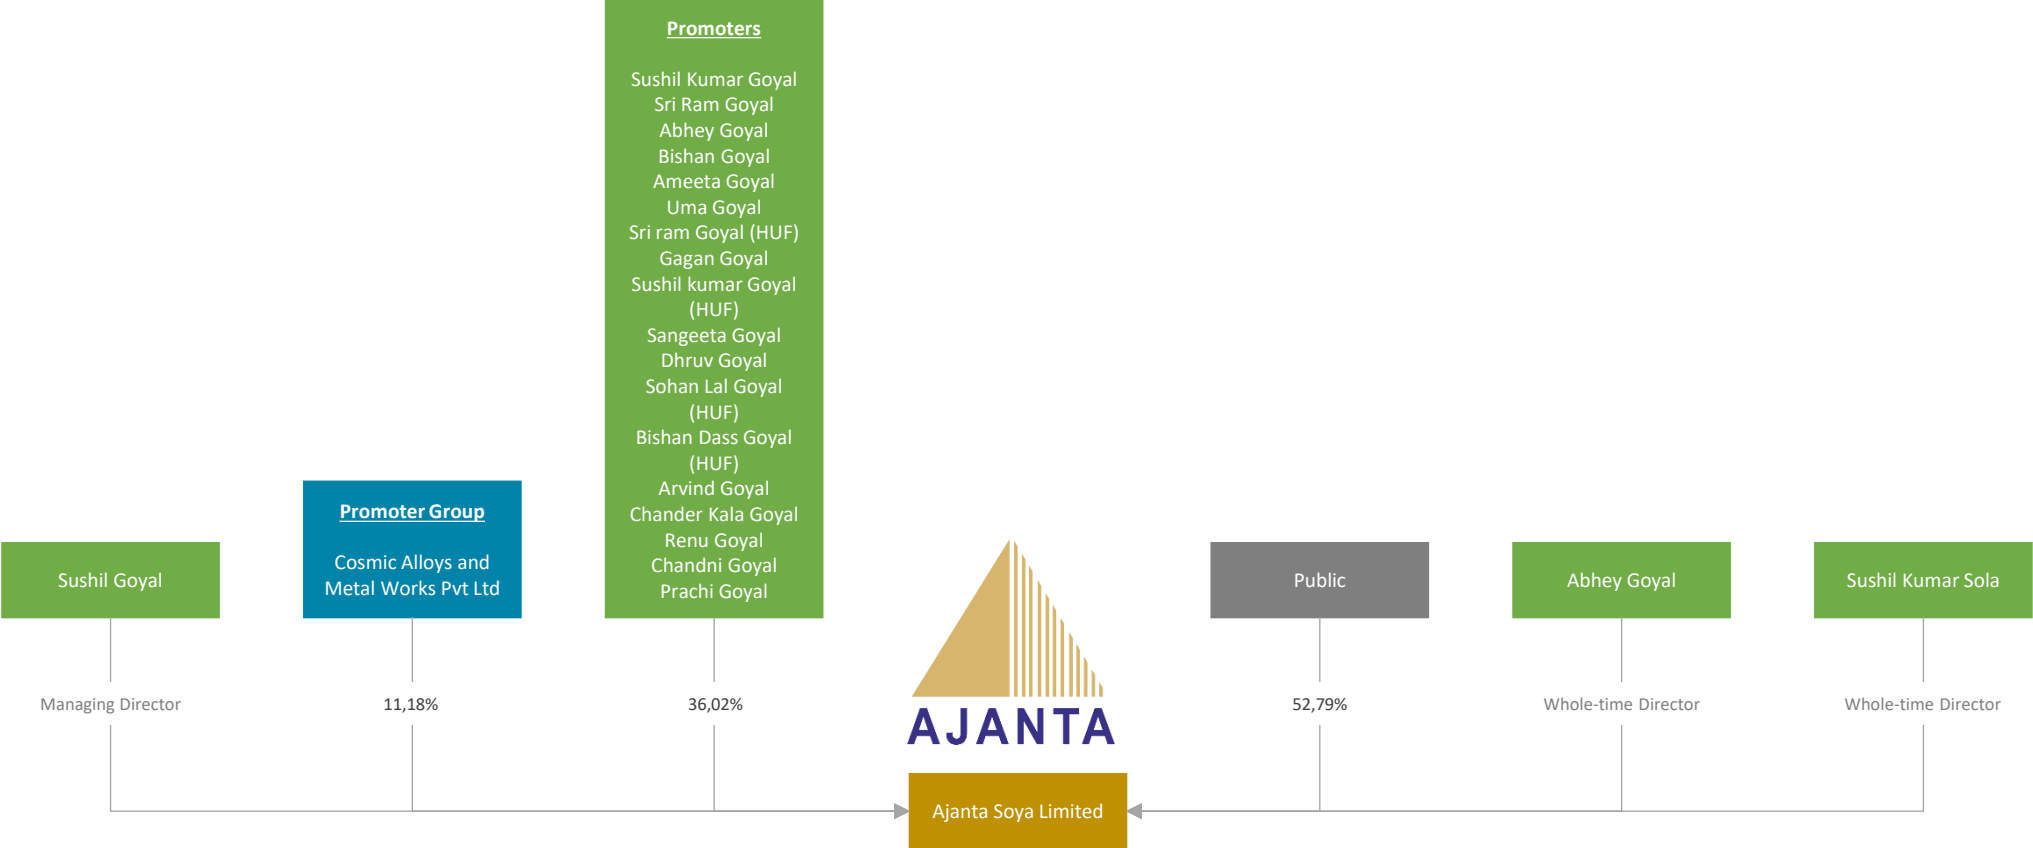 Promoters
Sushil Kumar Goyal
Sri Ram Goyal
Abhey Goyal
Bishan Goyal
Ameeta Goyal
Uma Goyal
Sri ram Goyal (HUF)
Gagan Goyal
Sushil kumar Goyal
(HUF)
Sangeeta Goyal
Dhruv Goyal
Sohan Lal Goyal
(HUF)
Bishan Dass Goyal
(HUF)
Arvind Goyal
Chander Kala Goyal
Renu Goyal
Chandni Goyal
Prachi Goyal
Promoter Group
Cosmic Alloys and
Metal Works Pvt Ltd
Sushil Goyal
Public
Abhey Goyal
Sushil Kumar Sola
Managing Director
11,18%
36,02%
52,79%
Whole-time Director
Whole-time Director
AJANTA
Ajanta Soya Limited